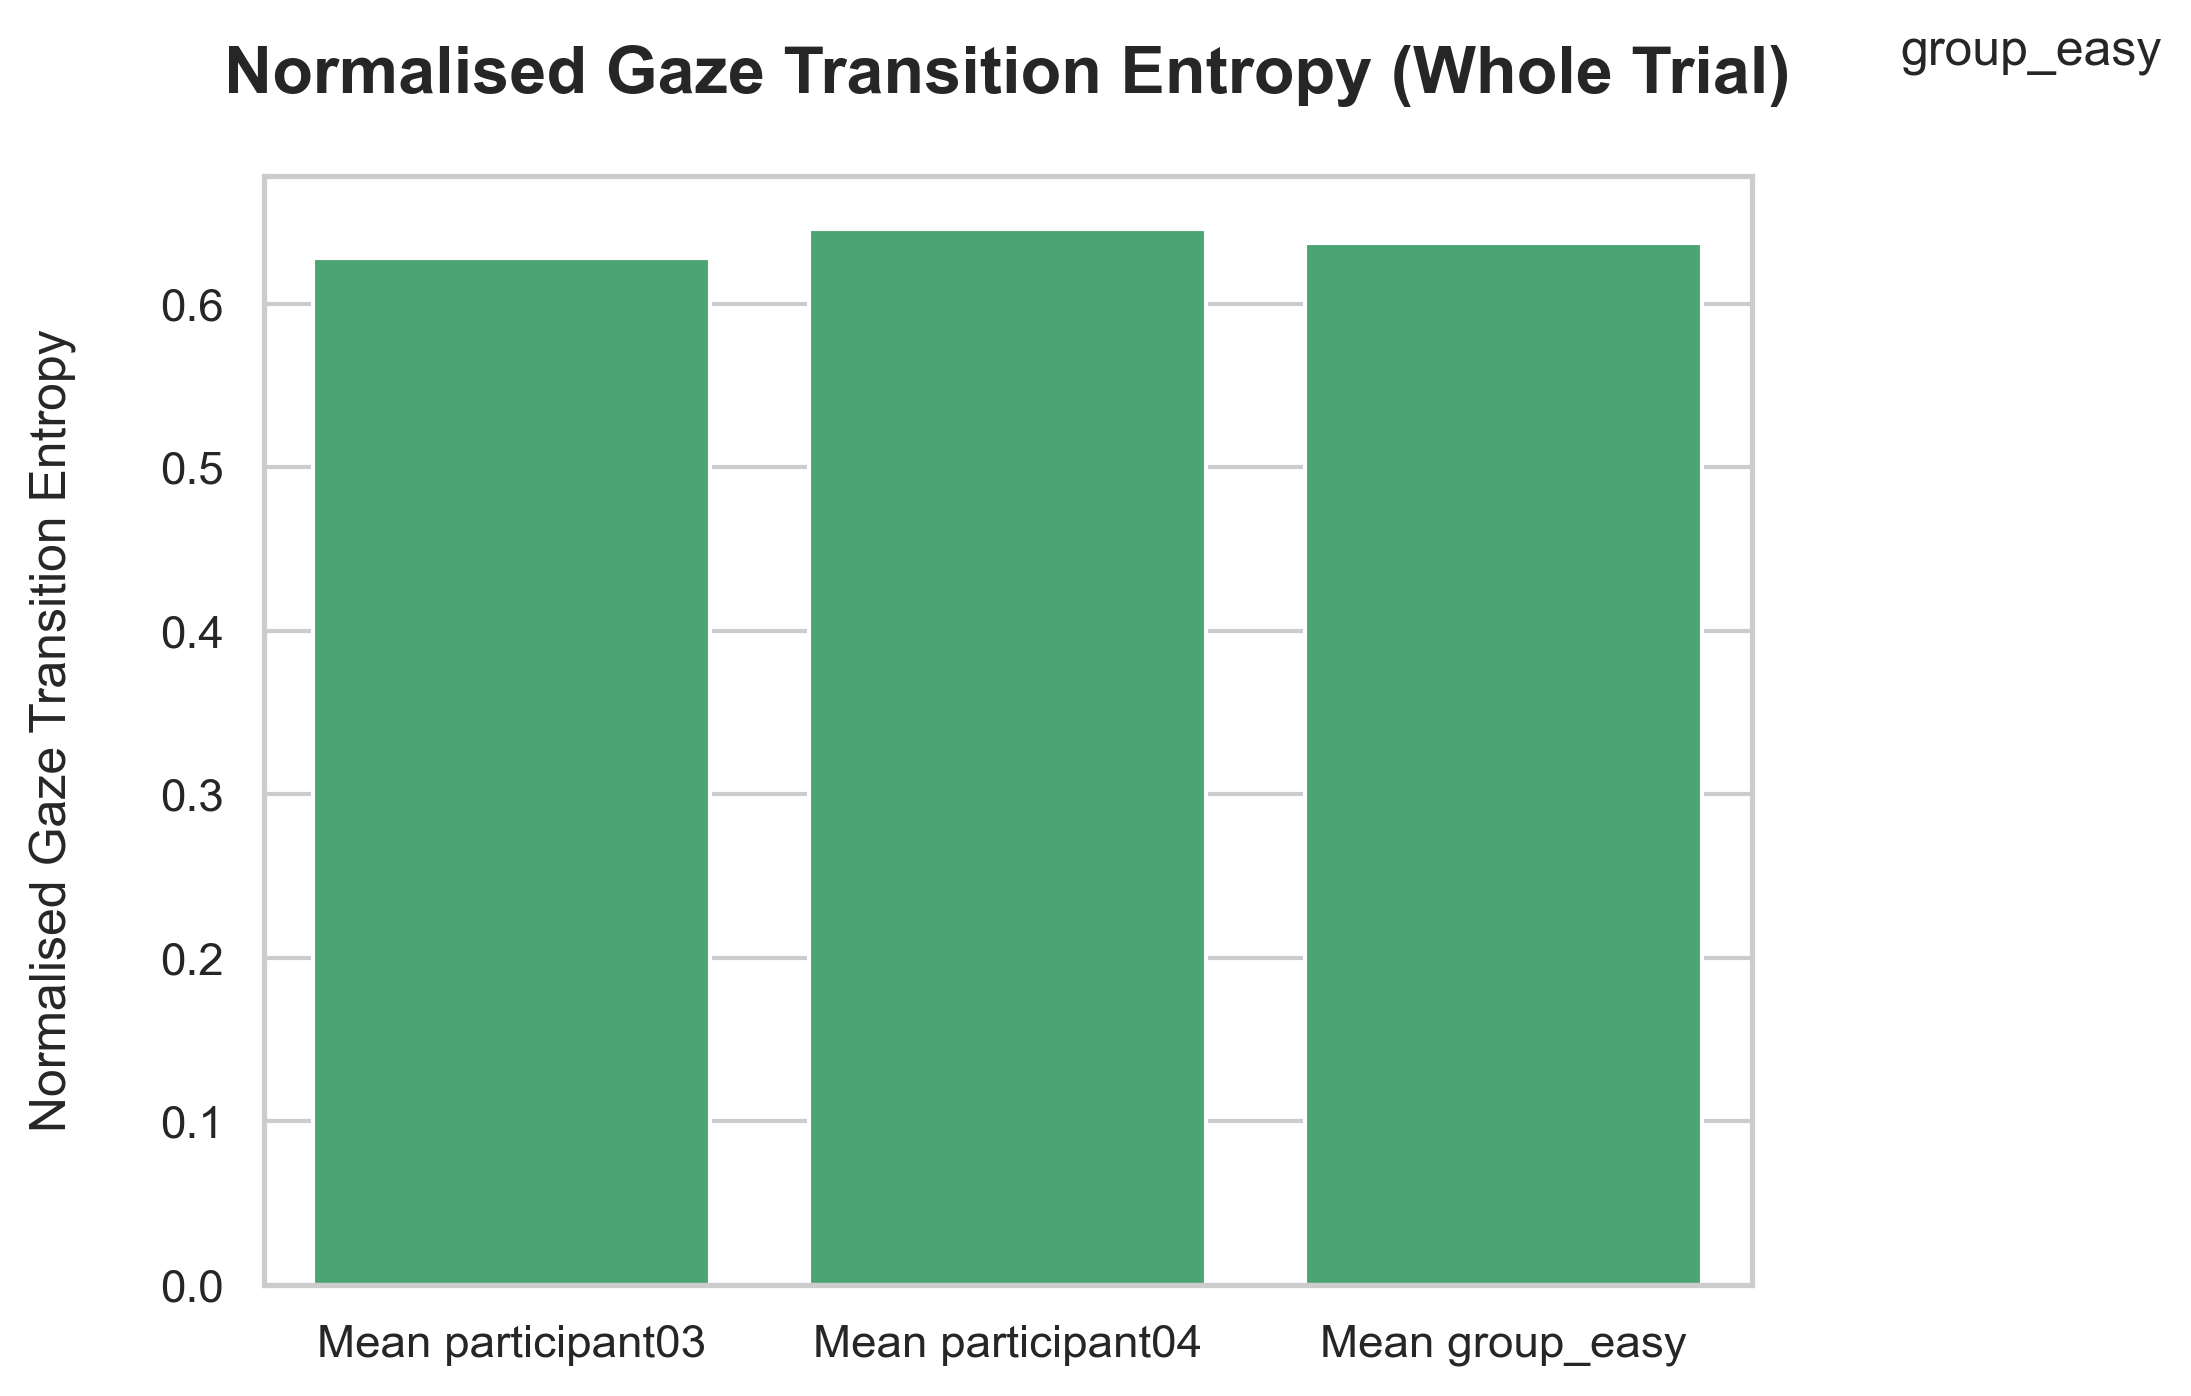 Normalised Gaze Transition Entropy (Whole Trial)
group_easy
Normalised Gaze Transition Entropy
0.6
0.5
0.4
0.3
0.2
0.1
0.0
Mean participant03
Mean participant04
Mean group_easy